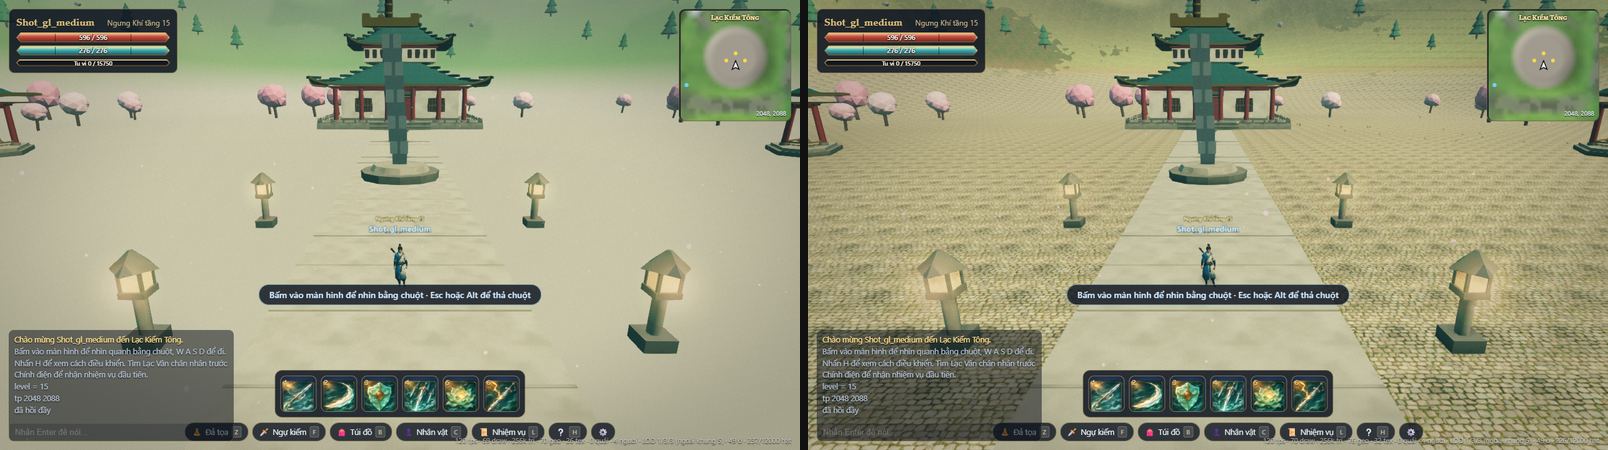 Shot_gl_medium Ngưng Khí tầng 15
596 / 596
276 / 276
Tu vi 0 / 15750
LẠC KIẾM TÔNG
2048, 2088
Ngưng Khí tầng 15
Shot_gl_medium
Bấm vào màn hình để nhìn bằng chuột - Esc hoặc Alt để thả chuột
Chào mừng Shot_gl_medium đến Lạc Kiếm Tông.
Bấm vào màn hình để nhìn quanh bằng chuột, W A S D để đi.
Nhấn H để xem cách điều khiển. Tìm Lạc Vân chân nhân trước
Chính điện để nhận nhiệm vụ đầu tiên.
level = 15
tp 2048 2088
đã hồi đầy
Nhấn Enter để nói...
Đả tọa Z
Ngự kiếm F
Túi đồ B
Nhân vật C
Nhiệm vụ L
? H
Shot_gl_medium Ngưng Khí tầng 15
596 / 596
276 / 276
Tu vi 0 / 15750
LẠC KIẾM TÔNG
2048, 2088
Ngưng Khí tầng 15
Shot_gl_medium
Bấm vào màn hình để nhìn bằng chuột - Esc hoặc Alt để thả chuột
Chào mừng Shot_gl_medium đến Lạc Kiếm Tông.
Bấm vào màn hình để nhìn quanh bằng chuột, W A S D để đi.
Nhấn H để xem cách điều khiển. Tìm Lạc Vân chân nhân trước
Chính điện để nhận nhiệm vụ đầu tiên.
level = 15
tp 2048 2088
đã hồi đầy
Nhấn Enter để nói...
Đả tọa Z
Ngự kiếm F
Túi đồ B
Nhân vật C
Nhiệm vụ L
? H